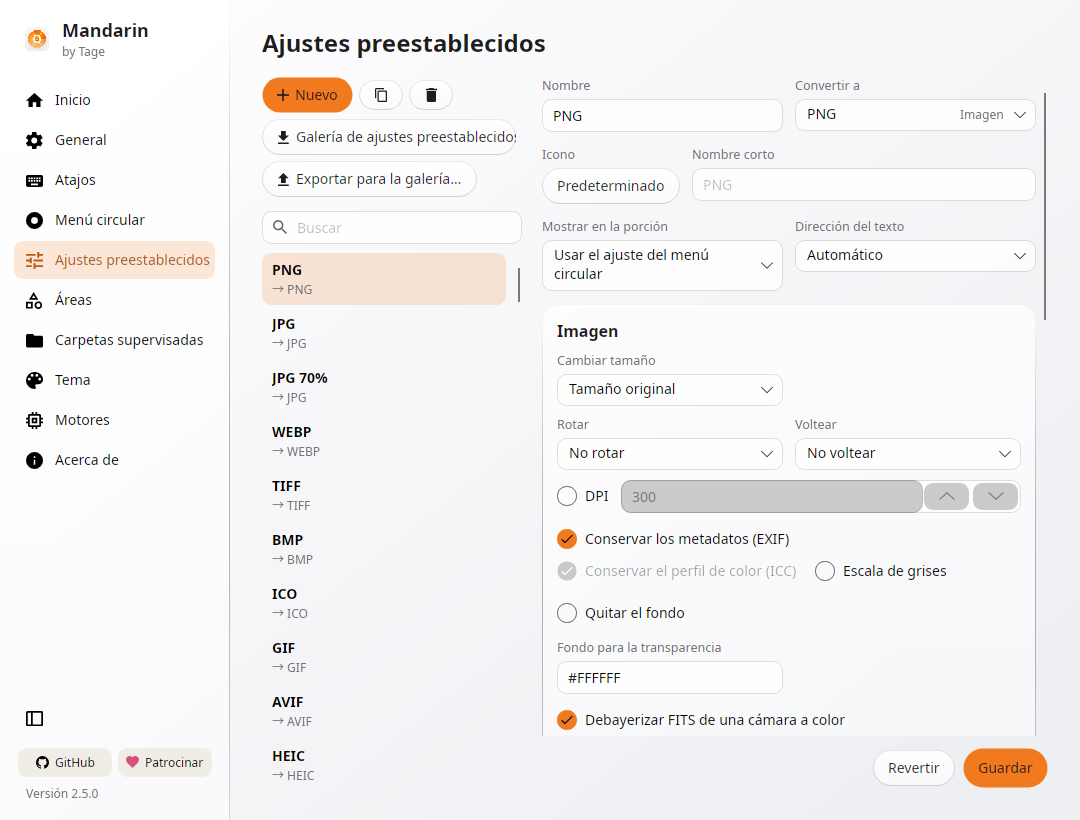 Mandarin
by Tage
Inicio
General
Atajos
Menú circular
Ajustes preestablecidos
Áreas
Carpetas supervisadas
Tema
Motores
Acerca de
GitHub
Patrocinar
Versión 2.5.0
Ajustes preestablecidos
Nuevo
Galería de ajustes preestablecidos
Exportar para la galería...
Buscar
PNG
→ PNG
JPG
→ JPG
JPG 70%
→ JPG
WEBP
→ WEBP
TIFF
→ TIFF
BMP
→ BMP
ICO
→ ICO
GIF
→ GIF
AVIF
→ AVIF
HEIC
→ HEIC
Nombre
PNG
Convertir a
PNG Imagen
Icono
Predeterminado
Nombre corto
PNG
Mostrar en la porción
Usar el ajuste del menú
circular
Dirección del texto
Automático
Imagen
Cambiar tamaño
Tamaño original
Rotar
No rotar
Voltear
No voltear
DPI 300
Conservar los metadatos (EXIF)
Conservar el perfil de color (ICC)
Escala de grises
Quitar el fondo
Fondo para la transparencia
#FFFFFF
Debayerizar FITS de una cámara a color
Revertir
Guardar